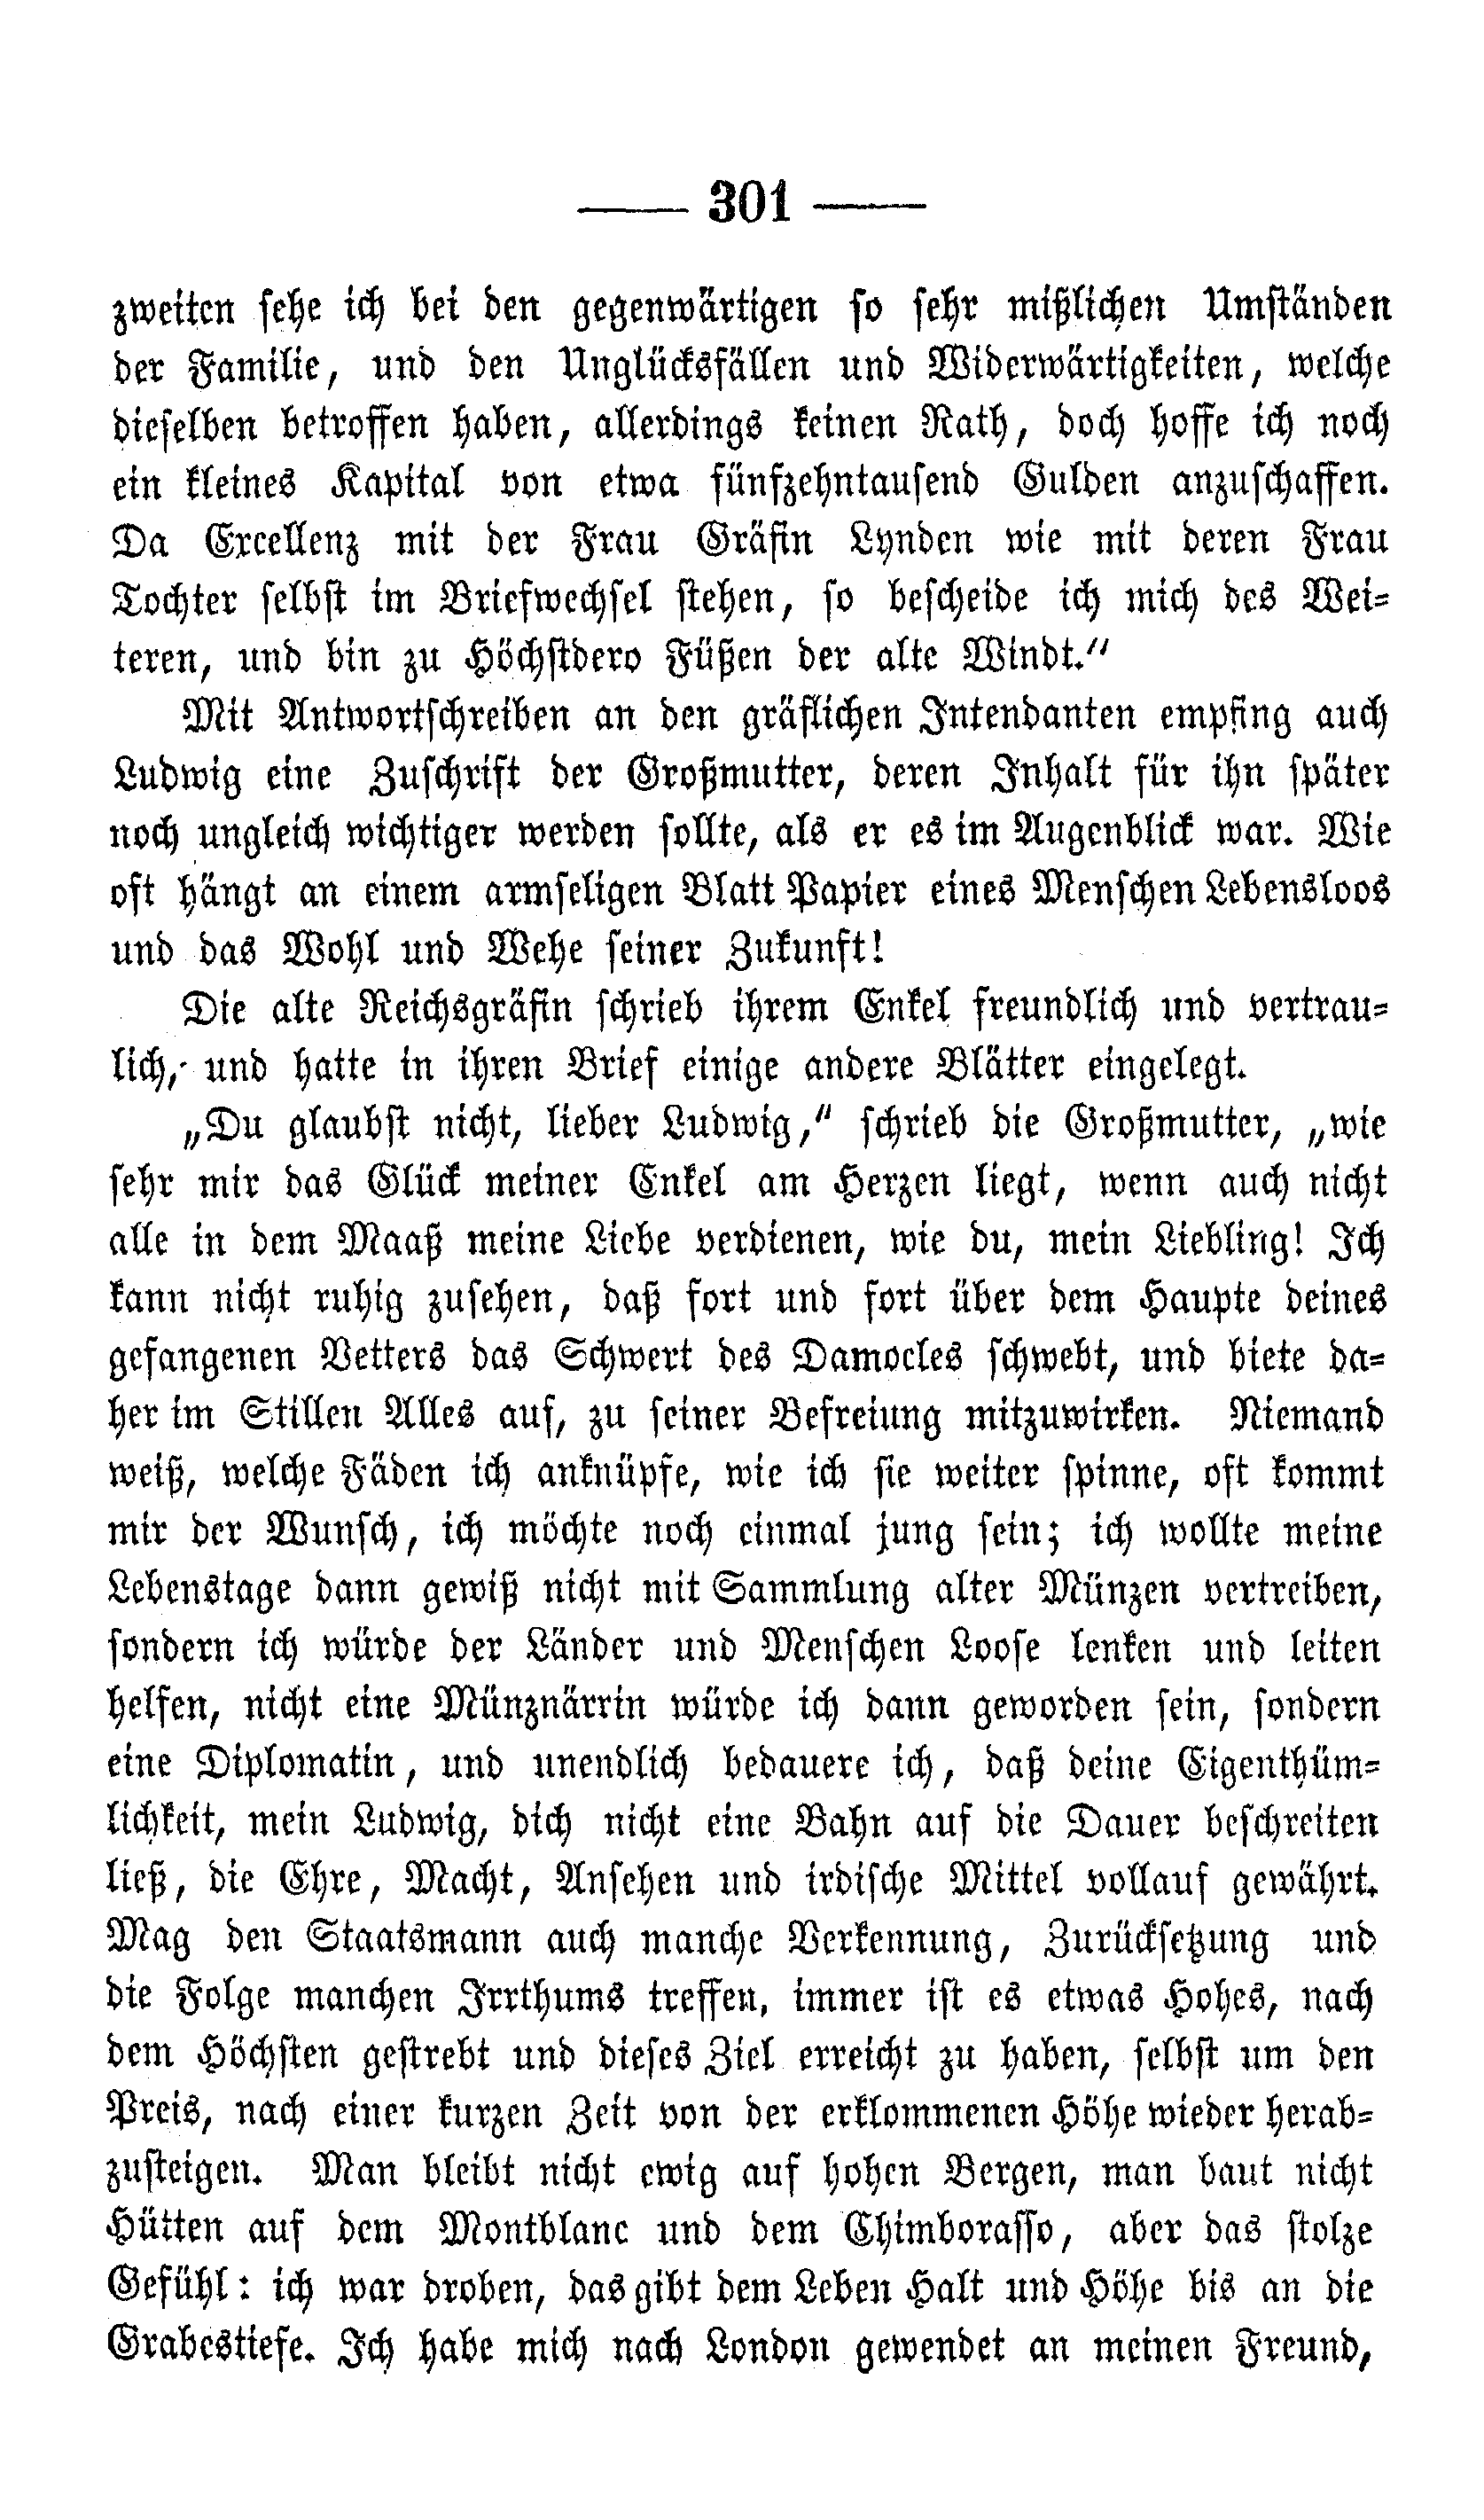 — 301 —
zweiten sehe ich bei den gegenwärtigen so sehr mißlichen Umständen
der Familie, und den Unglücksfällen und Widerwärtigkeiten, welche
dieselben betroffen haben, allerdings keinen Rath, doch hoffe ich noch
ein kleines Kapital von etwa fünfzehntausend Gulden anzuschaffen.
Da Excellenz mit der Frau Gräfin Lynden wie mit deren Frau
Tochter selbst im Briefwechsel stehen, so bescheide ich mich des Wei-
teren, und bin zu Höchstdero Füßen der alte Windt.“
Mit Antwortschreiben an den gräflichen Intendanten empfing auch
Ludwig eine Zuschrift der Großmutter, deren Inhalt für ihn später
noch ungleich wichtiger werden sollte, als er es im Augenblick war. Wie
oft hängt an einem armseligen Blatt Papier eines Menschen Lebensloos
und das Wohl und Wehe seiner Zukunft!
Die alte Reichsgräfin schrieb ihrem Enkel freundlich und vertrau-
lich, und hatte in ihren Brief einige andere Blätter eingelegt.
„Du glaubst nicht, lieber Ludwig,“ schrieb die Großmutter, „wie
sehr mir das Glück meiner Enkel am Herzen liegt, wenn auch nicht
alle in dem Maaß meine Liebe verdienen, wie du, mein Liebling! Ich
kann nicht ruhig zusehen, daß fort und fort über dem Haupte deines
gefangenen Vetters das Schwert des Damocles schwebt, und biete da-
her im Stillen Alles auf, zu seiner Befreiung mitzuwirken. Niemand
weiß, welche Fäden ich anknüpfe, wie ich sie weiter spinne, oft kommt
mir der Wunsch, ich möchte noch einmal jung sein; ich wollte meine
Lebenstage dann gewiß nicht mit Sammlung alter Münzen vertreiben,
sondern ich würde der Länder und Menschen Loose lenken und leiten
helfen, nicht eine Münznärrin würde ich dann geworden sein, sondern
eine Diplomatin, und unendlich bedauere ich, daß deine Eigenthüm-
lichkeit, mein Ludwig, dich nicht eine Bahn auf die Dauer beschreiten
ließ, die Ehre, Macht, Ansehen und irdische Mittel vollauf gewährt.
Mag den Staatsmann auch manche Verkennung, Zurücksetzung und
die Folge manchen Irrthums treffen, immer ist es etwas Hohes, nach
dem Höchsten gestrebt und dieses Ziel erreicht zu haben, selbst um den
Preis, nach einer kurzen Zeit von der erklommenen Höhe wieder herab-
zusteigen. Man bleibt nicht ewig auf hohen Bergen, man baut nicht
Hütten auf dem Montblanc und dem Chimborasso, aber das stolze
Gefühl: ich war droben, das gibt dem Leben Halt und Höhe bis an die
Grabestiefe. Ich habe mich nach London gewendet an meinen Freund,